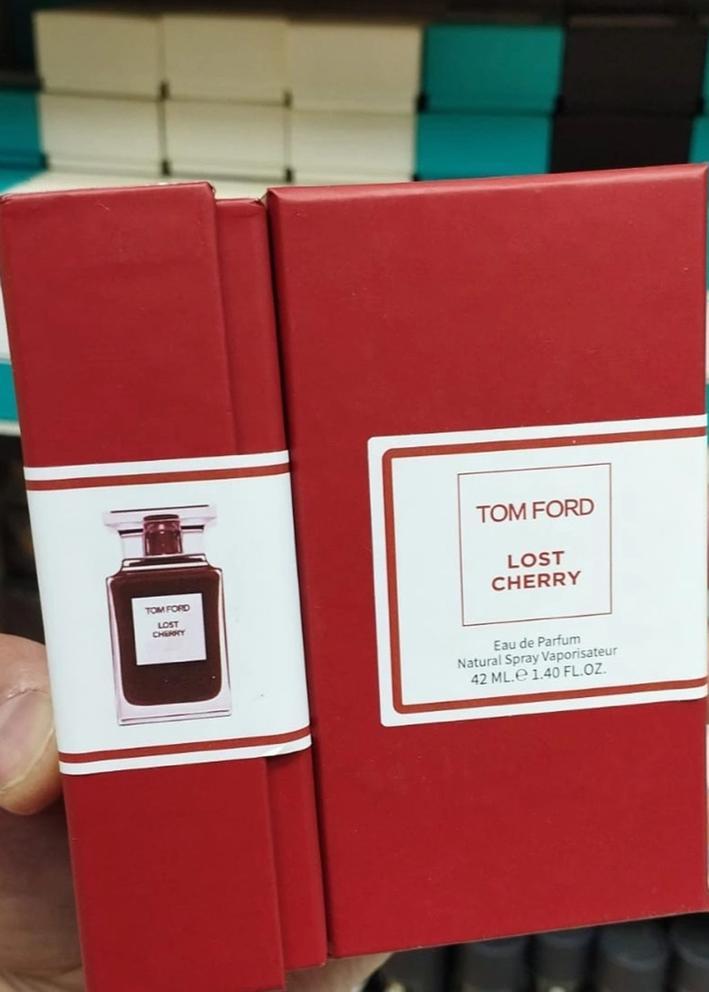 TOM FORD
LOST
CHERRY
TOM FORD
LOST
CHERRY
Eau de Parfum
Natural Spray Vaporisateur
42 ML.℮ 1.40 FL.OZ.